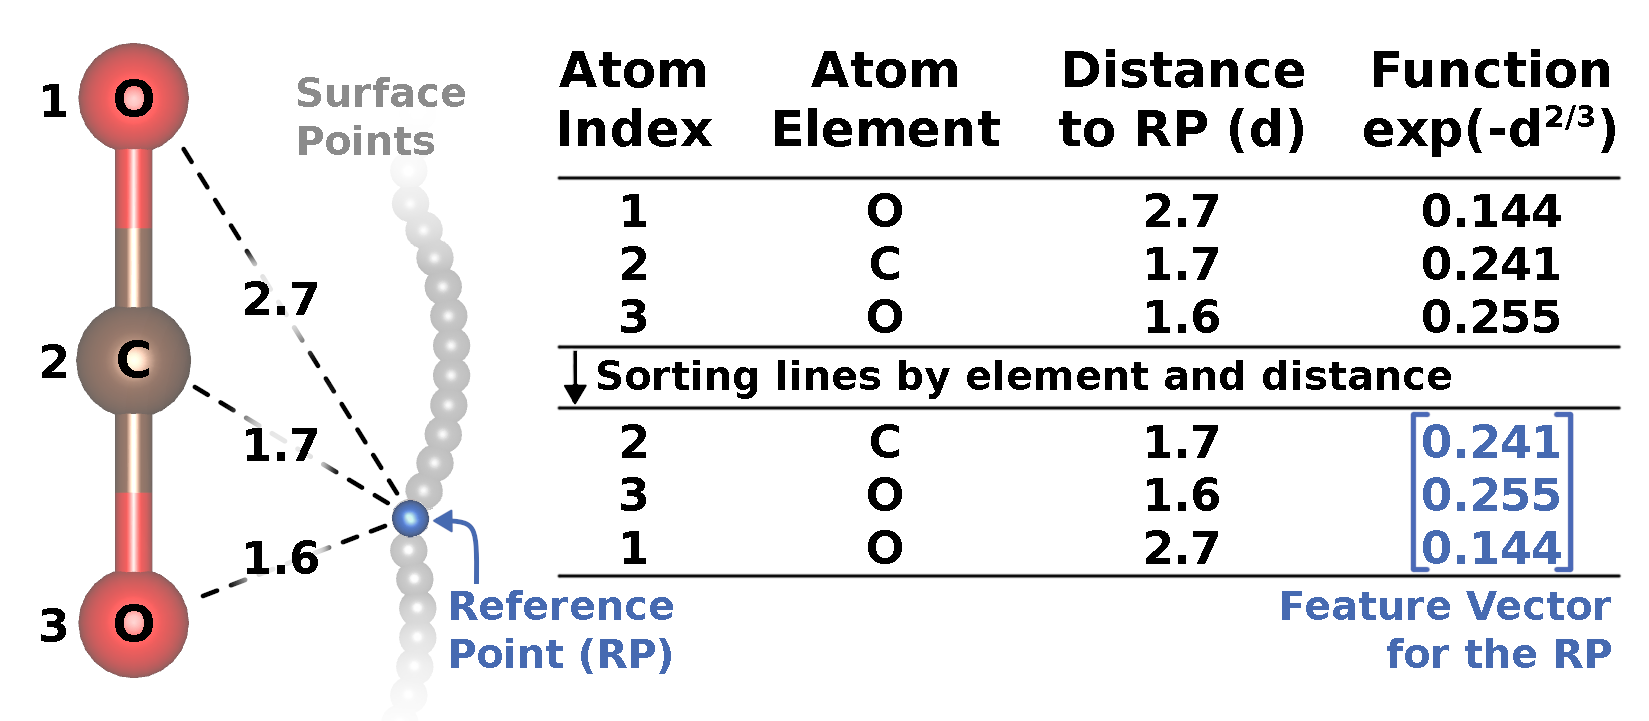 1 O
2 C
3 O
2.7
1.7
1.6
Surface
Points
Reference
Point (RP)
Atom Index Atom Element Distance to RP (d) Function exp(-d^2/3)
1 O 2.7 0.144
2 C 1.7 0.241
3 O 1.6 0.255
Sorting lines by element and distance
2 C 1.7 0.241
3 O 1.6 0.255
1 O 2.7 0.144
Feature Vector
for the RP